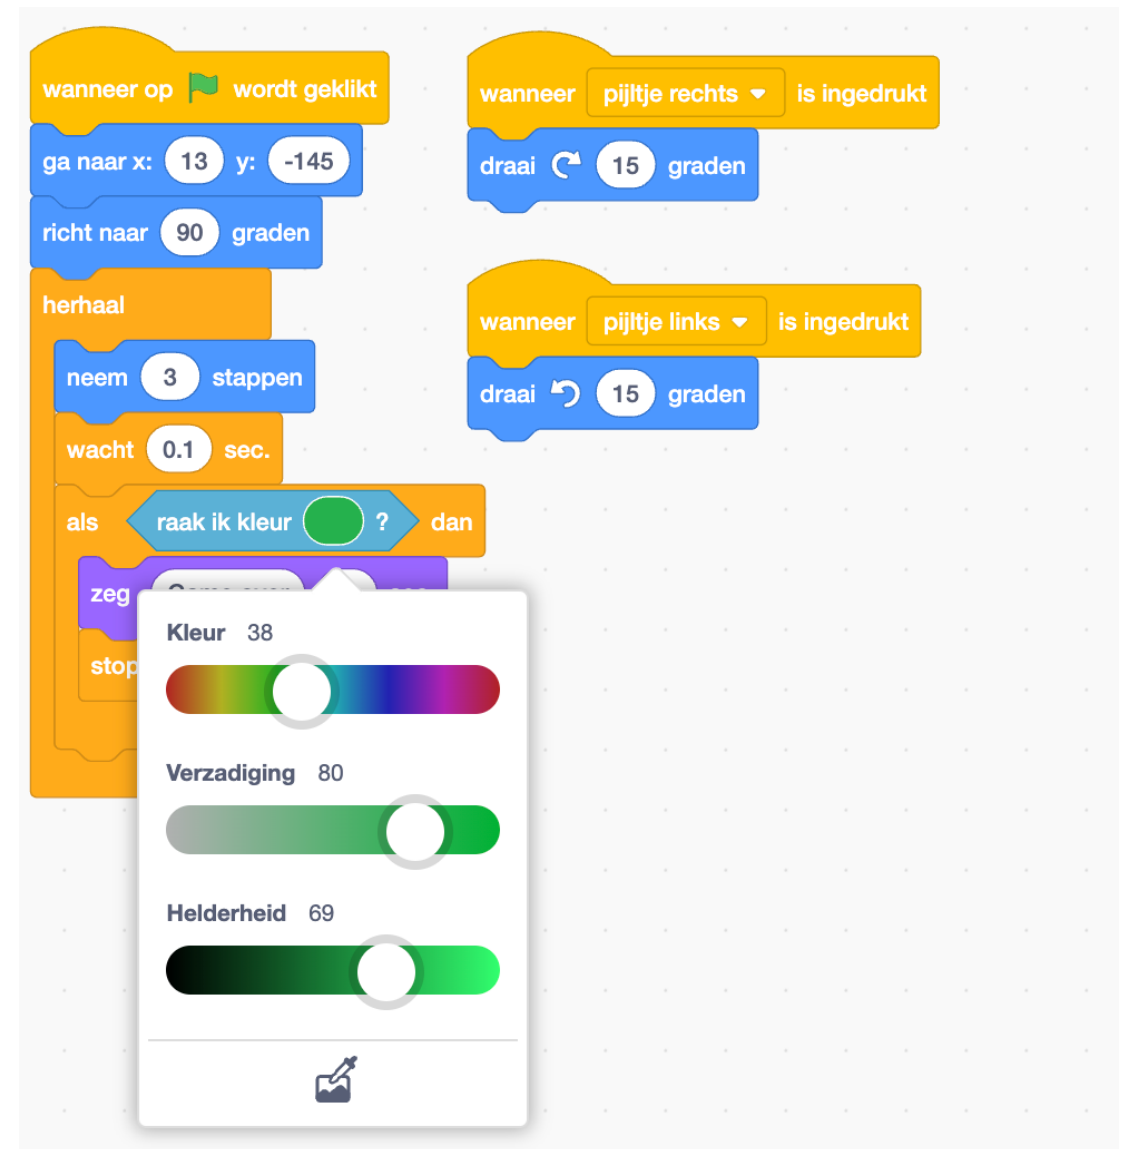 wanneer op wordt geklikt
ga naar x: 13 y: -145
richt naar 90 graden
herhaal
neem 3 stappen
wacht 0.1 sec.
als raak ik kleur ? dan
zeg
stop
Kleur 38
Verzadiging 80
Helderheid 69
wanneer pijltje rechts is ingedrukt
draai 15 graden
wanneer pijltje links is ingedrukt
draai 15 graden